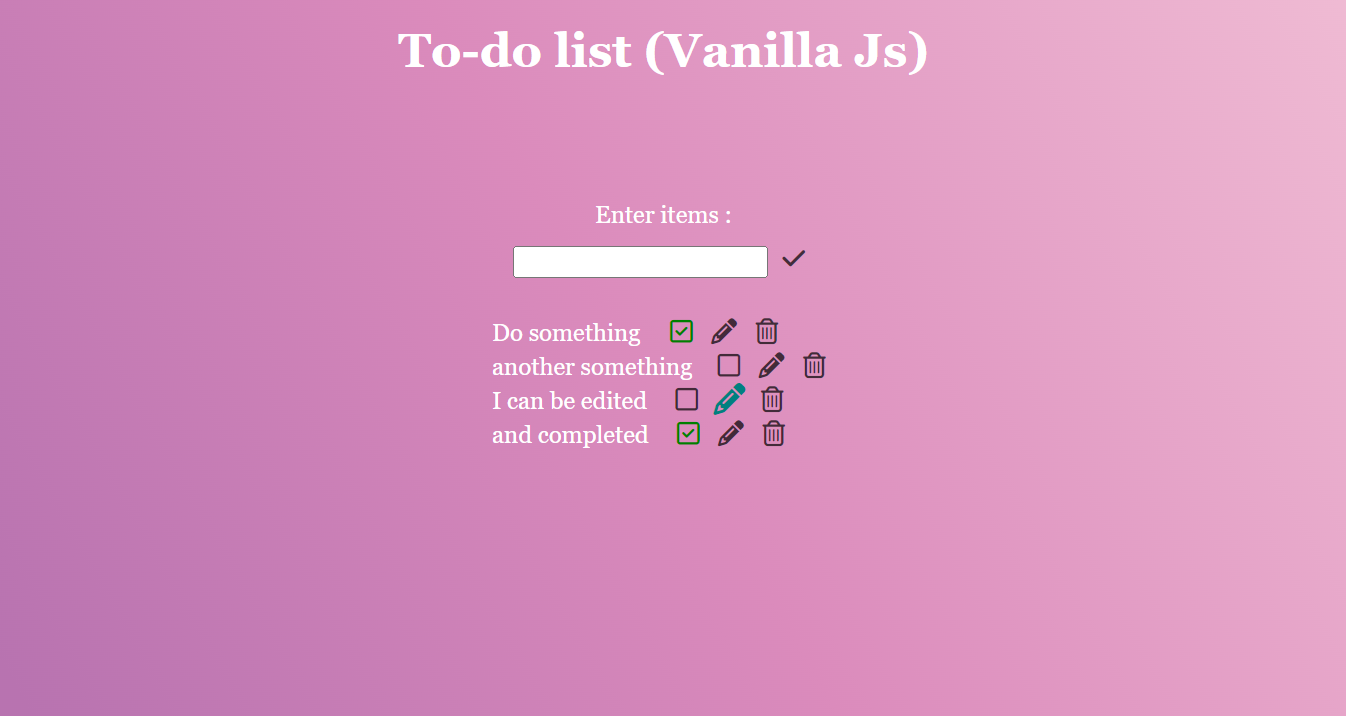 To-do list (Vanilla Js)
Enter items :
Do something
another something
I can be edited
and completed